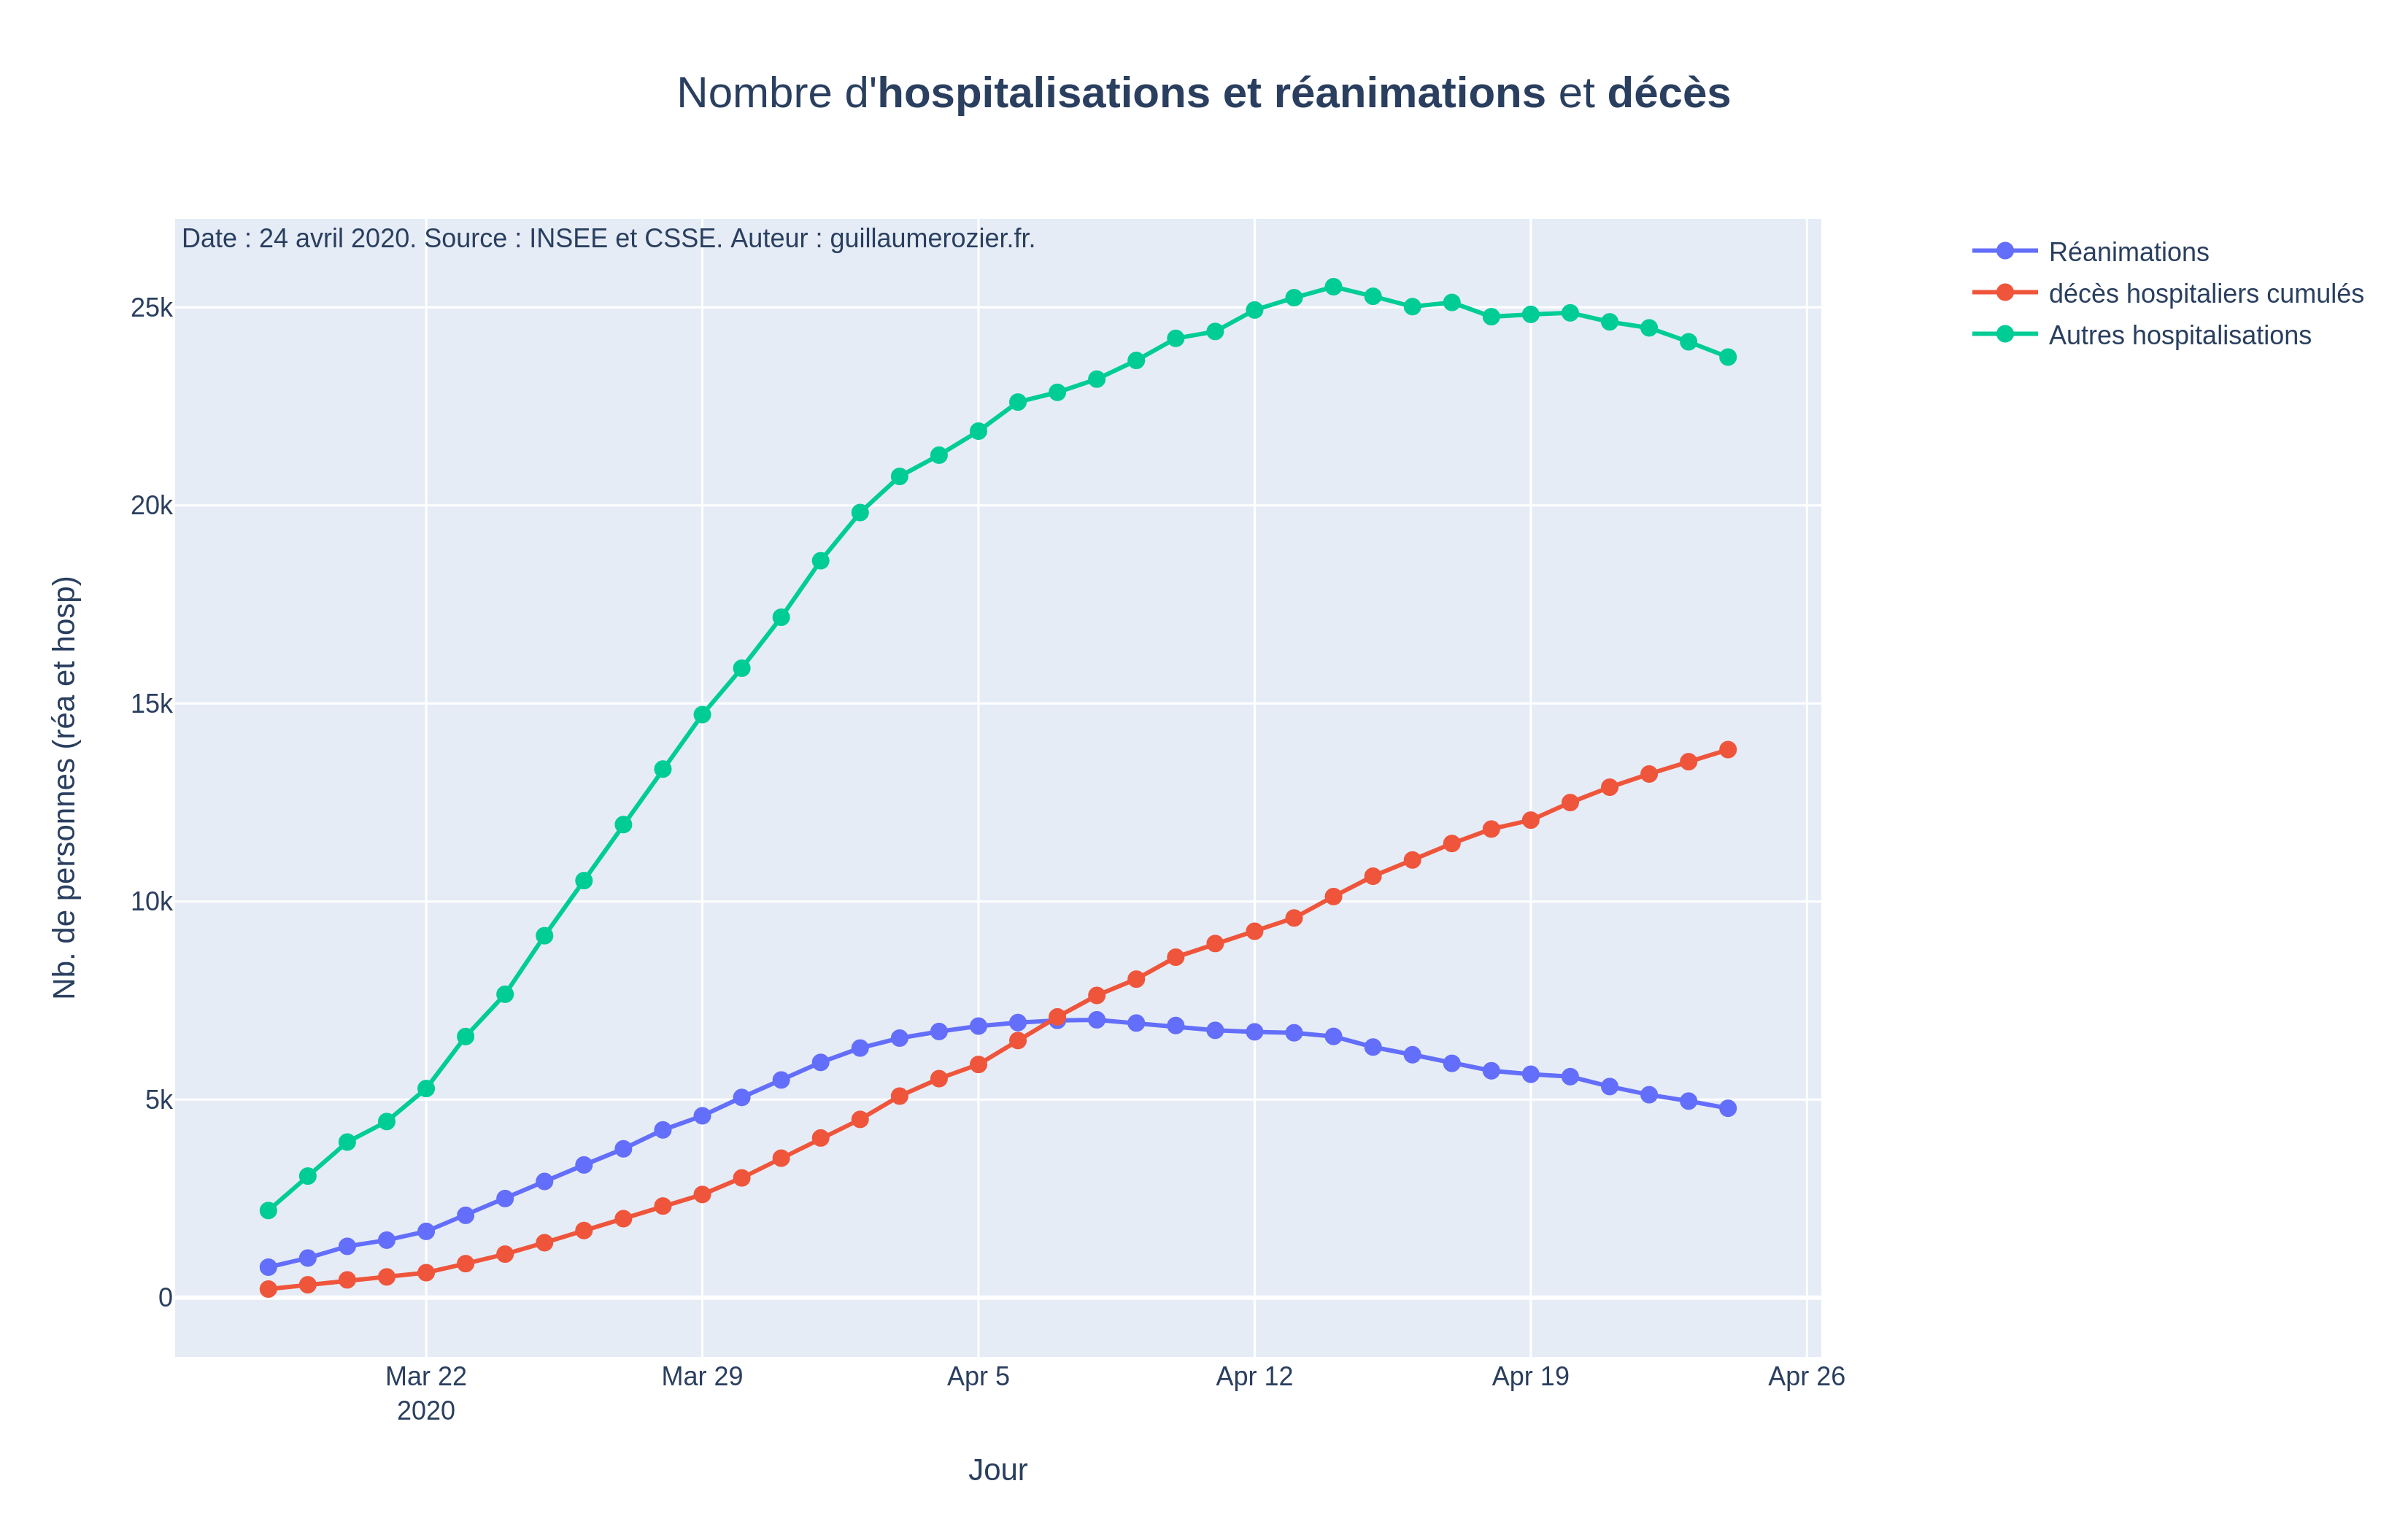 Nombre d'hospitalisations et réanimations et décès
Date : 24 avril 2020. Source : INSEE et CSSE. Auteur : guillaumerozier.fr.
Réanimations
décès hospitaliers cumulés
Autres hospitalisations
Nb. de personnes (réa et hosp)
25k
20k
15k
10k
5k
0
Mar 22
2020
Mar 29
Apr 5
Apr 12
Apr 19
Apr 26
Jour